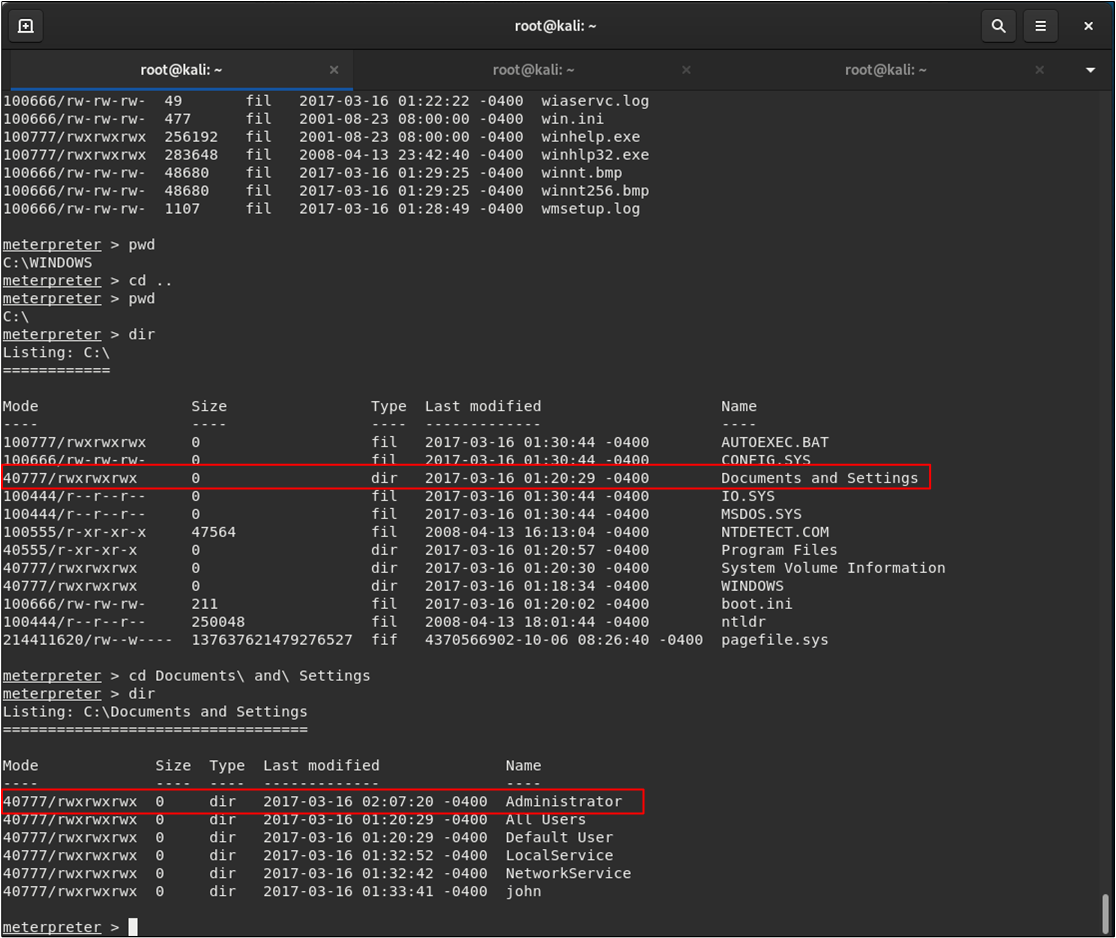 root@kali: ~
root@kali: ~ root@kali: ~ root@kali: ~
100666/rw-rw-rw-  49       fil   2017-03-16 01:22:22 -0400  wiaservc.log
100666/rw-rw-rw-  477      fil   2001-08-23 08:00:00 -0400  win.ini
100777/rwxrwxrwx  256192   fil   2001-08-23 08:00:00 -0400  winhelp.exe
100777/rwxrwxrwx  283648   fil   2008-04-13 23:42:40 -0400  winhlp32.exe
100666/rw-rw-rw-  48680    fil   2017-03-16 01:29:25 -0400  winnt.bmp
100666/rw-rw-rw-  48680    fil   2017-03-16 01:29:25 -0400  winnt256.bmp
100666/rw-rw-rw-  1107     fil   2017-03-16 01:28:49 -0400  wmsetup.log
meterpreter > pwd
C:\WINDOWS
meterpreter > cd ..
meterpreter > pwd
C:\
meterpreter > dir
Listing: C:\
============
Mode                 Size                Type  Last modified                    Name
----                 ----                ----  -------------                    ----
100777/rwxrwxrwx     0                   fil   2017-03-16 01:30:44 -0400        AUTOEXEC.BAT
100666/rw-rw-rw-     0                   fil   2017-03-16 01:30:44 -0400        CONFIG.SYS
40777/rwxrwxrwx      0                   dir   2017-03-16 01:20:29 -0400        Documents and Settings
100444/r--r--r--     0                   fil   2017-03-16 01:30:44 -0400        IO.SYS
100444/r--r--r--     0                   fil   2017-03-16 01:30:44 -0400        MSDOS.SYS
100555/r-xr-xr-x     47564               fil   2008-04-13 16:13:04 -0400        NTDETECT.COM
40555/r-xr-xr-x      0                   dir   2017-03-16 01:20:57 -0400        Program Files
40777/rwxrwxrwx      0                   dir   2017-03-16 01:20:30 -0400        System Volume Information
40777/rwxrwxrwx      0                   dir   2017-03-16 01:18:34 -0400        WINDOWS
100666/rw-rw-rw-     211                 fil   2017-03-16 01:20:02 -0400        boot.ini
100444/r--r--r--     250048              fil   2008-04-13 18:01:44 -0400        ntldr
214411620/rw--w----  137637621479276527  fif   4370566902-10-06 08:26:40 -0400  pagefile.sys
meterpreter > cd Documents\ and\ Settings
meterpreter > dir
Listing: C:\Documents and Settings
==================================
Mode             Size  Type  Last modified              Name
----             ----  ----  -------------              ----
40777/rwxrwxrwx  0     dir   2017-03-16 02:07:20 -0400  Administrator
40777/rwxrwxrwx  0     dir   2017-03-16 01:20:29 -0400  All Users
40777/rwxrwxrwx  0     dir   2017-03-16 01:20:29 -0400  Default User
40777/rwxrwxrwx  0     dir   2017-03-16 01:32:52 -0400  LocalService
40777/rwxrwxrwx  0     dir   2017-03-16 01:32:42 -0400  NetworkService
40777/rwxrwxrwx  0     dir   2017-03-16 01:33:41 -0400  john
meterpreter >